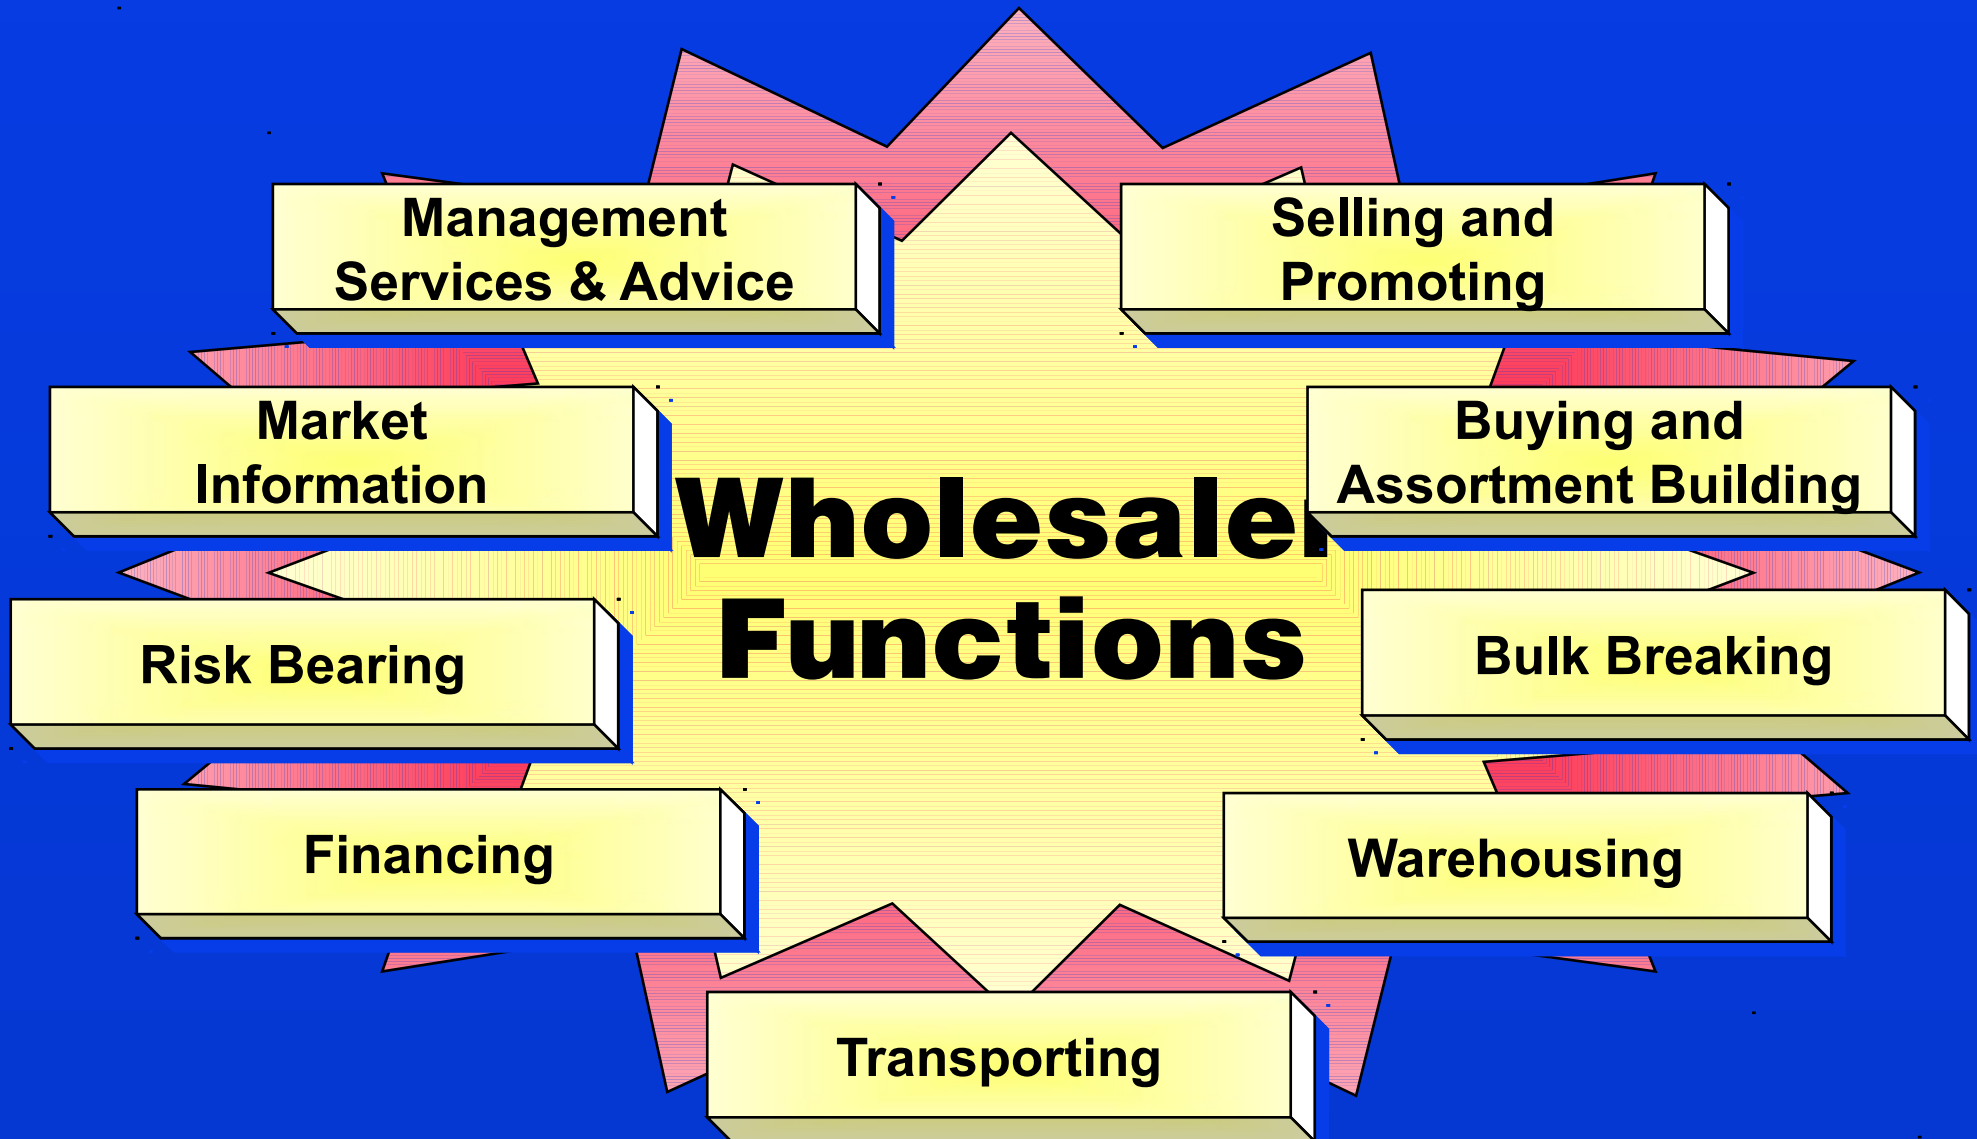 Management
Services & Advice
Selling and
Promoting
Market
Information
Buying and
Assortment Building
Wholesaler
Functions
Risk Bearing
Bulk Breaking
Financing
Warehousing
Transporting